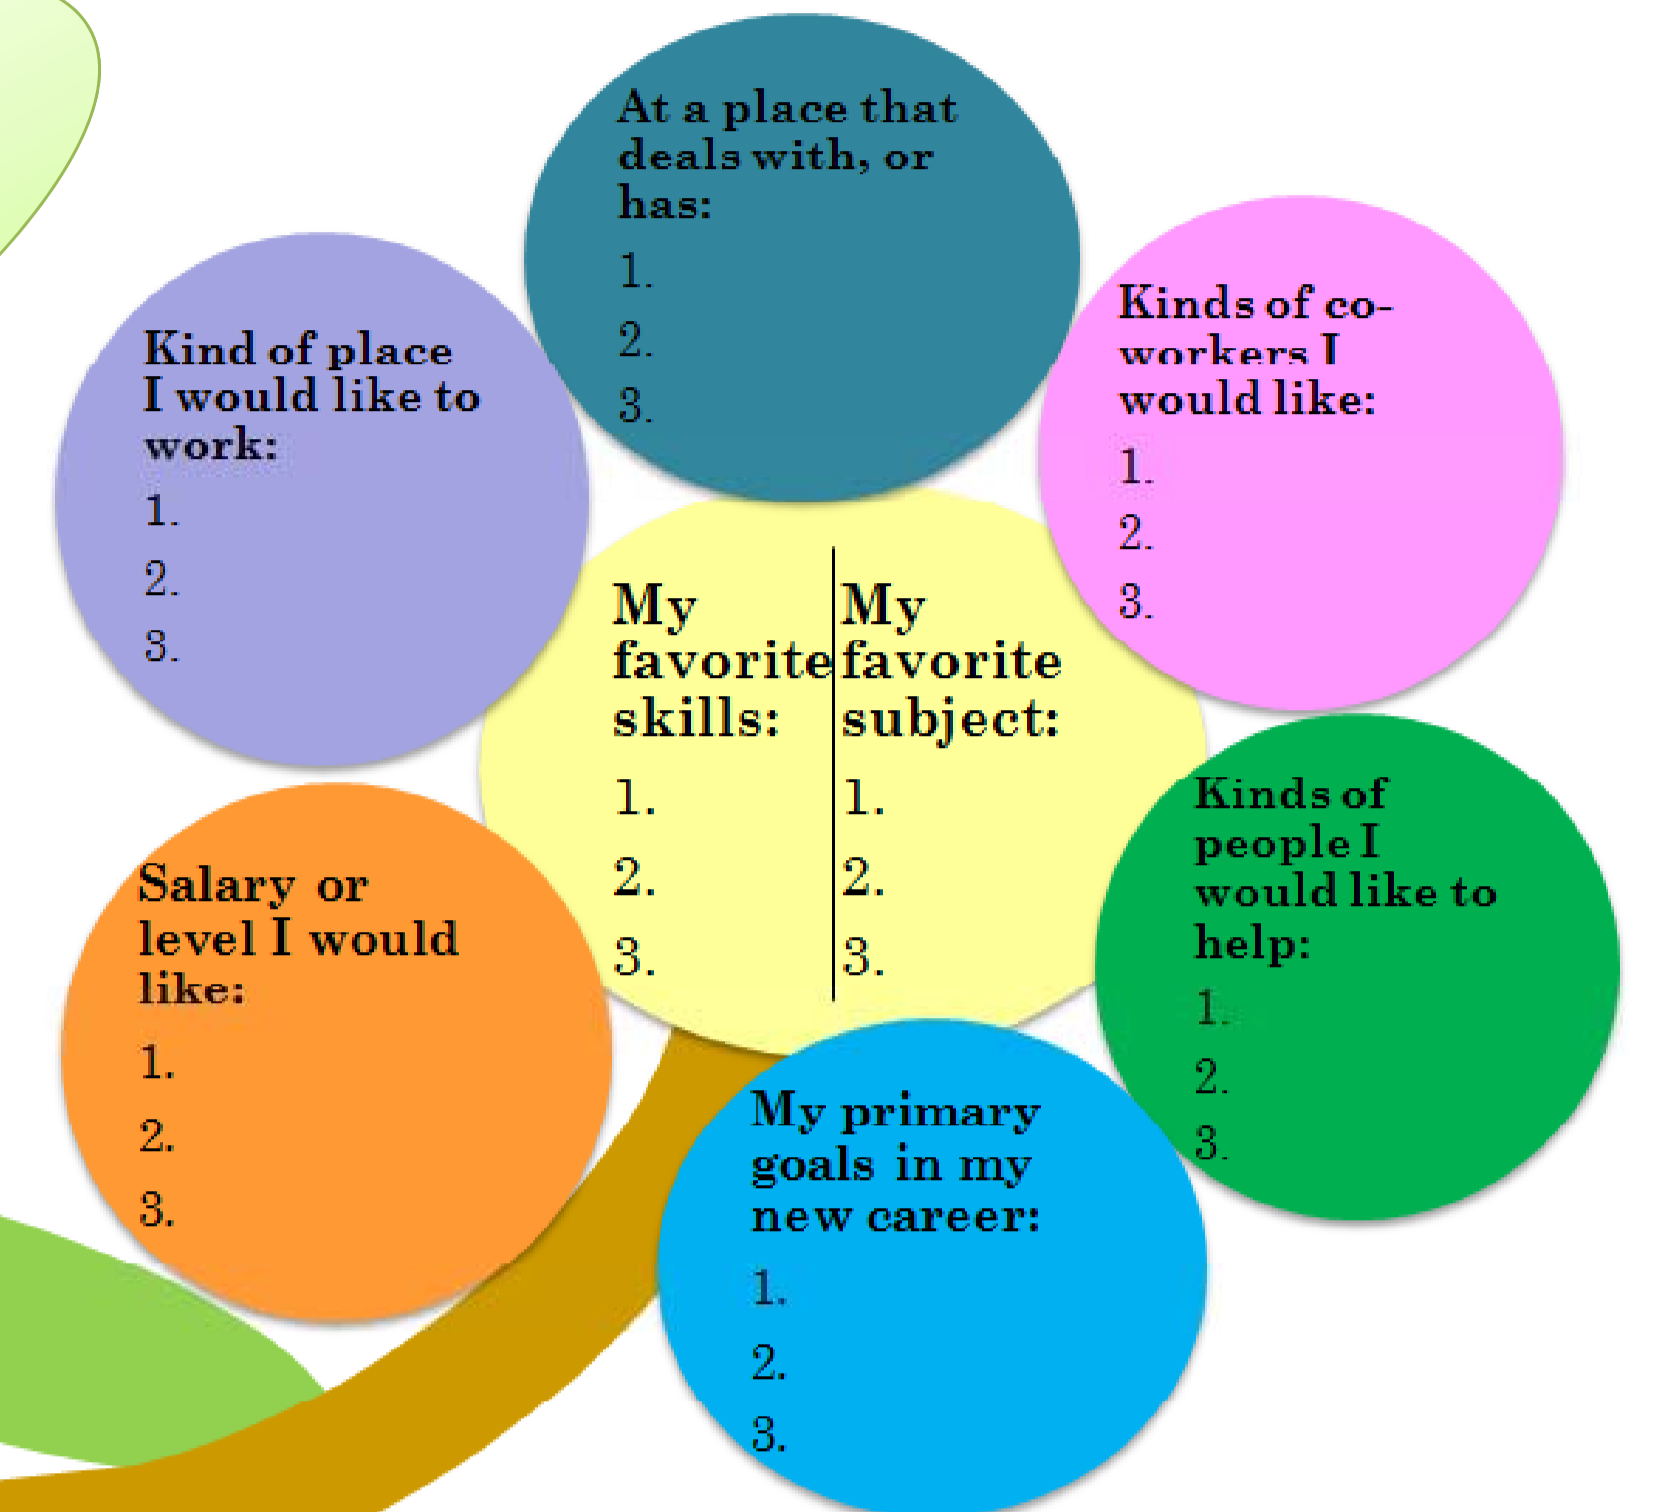 At a place that
deals with, or
has:
1.
2.
3.
Kind of place
I would like to
work:
1.
2.
3.
Kinds of co-
workers I
would like:
1.
2.
3.
My
favorite
skills:
1.
2.
3.
My
favorite
subject:
1.
2.
3.
Kinds of
people I
would like to
help:
1.
2.
3.
Salary or
level I would
like:
1.
2.
3.
My primary
goals in my
new career:
1.
2.
3.